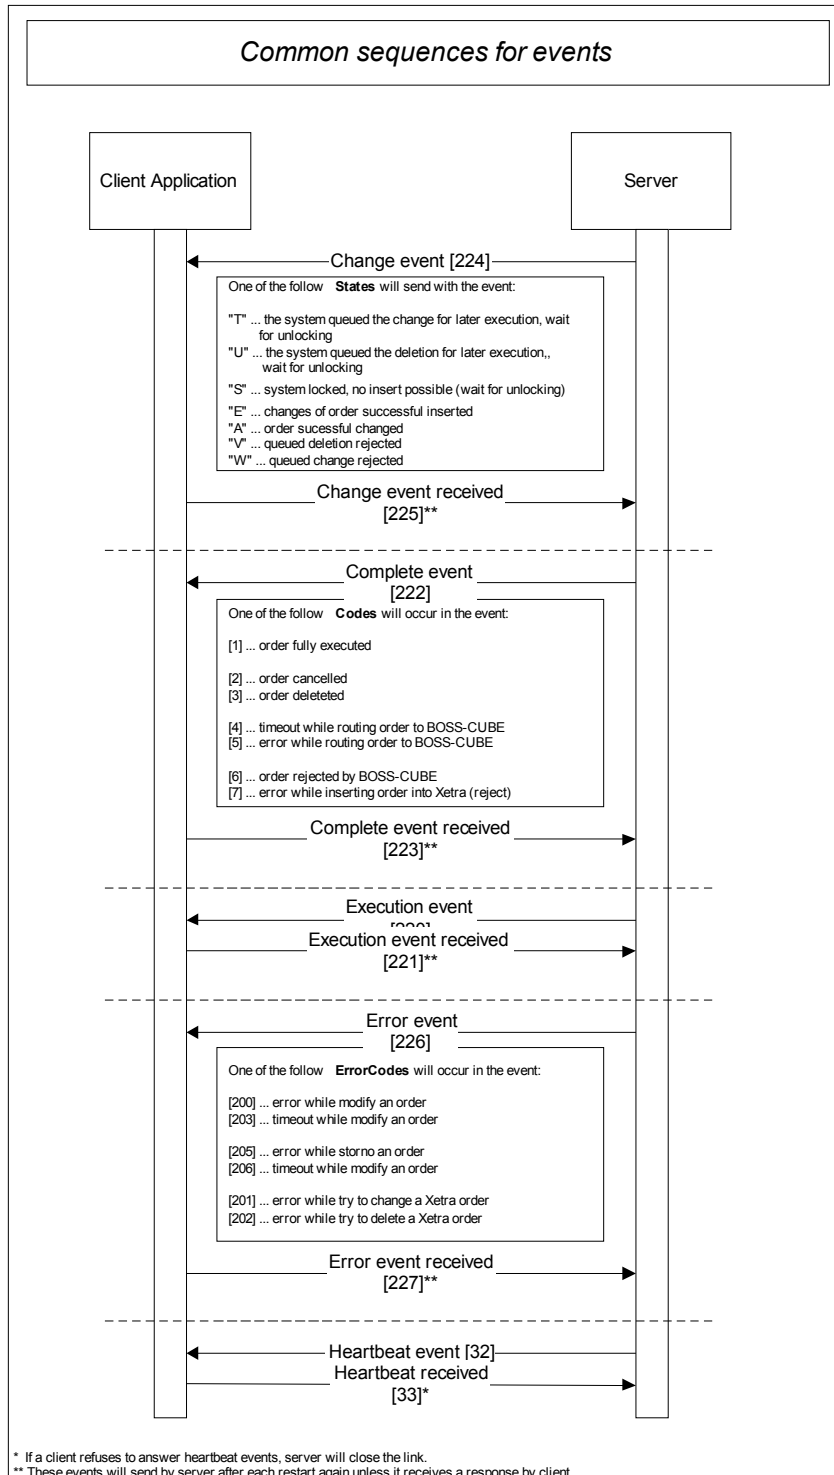 Common sequences for events
Client Application
Server
Change event [224]
One of the follow States will send with the event:
"T" ... the system queued the change for later execution, wait
for unlocking
"U" ... the system queued the deletion for later execution,,
wait for unlocking
"S" ... system locked, no insert possible (wait for unlocking)
"E" ... changes of order successful inserted
"A" ... order sucessful changed
"V" ... queued deletion rejected
"W" ... queued change rejected
Change event received
[225]**
Complete event
[222]
One of the follow Codes will occur in the event:
[1] ... order fully executed
[2] ... order cancelled
[3] ... order deleteted
[4] ... timeout while routing order to BOSS-CUBE
[5] ... error while routing order to BOSS-CUBE
[6] ... order rejected by BOSS-CUBE
[7] ... error while inserting order into Xetra (reject)
Complete event received
[223]**
Execution event
Execution event received
[221]**
Error event
[226]
One of the follow ErrorCodes will occur in the event:
[200] ... error while modify an order
[203] ... timeout while modify an order
[205] ... error while storno an order
[206] ... timeout while modify an order
[201] ... error while try to change a Xetra order
[202] ... error while try to delete a Xetra order
Error event received
[227]**
Heartbeat event [32]
Heartbeat received
[33]*
* If a client refuses to answer heartbeat events, server will close the link.
** These events will send by server after each restart again unless it receives a response by client